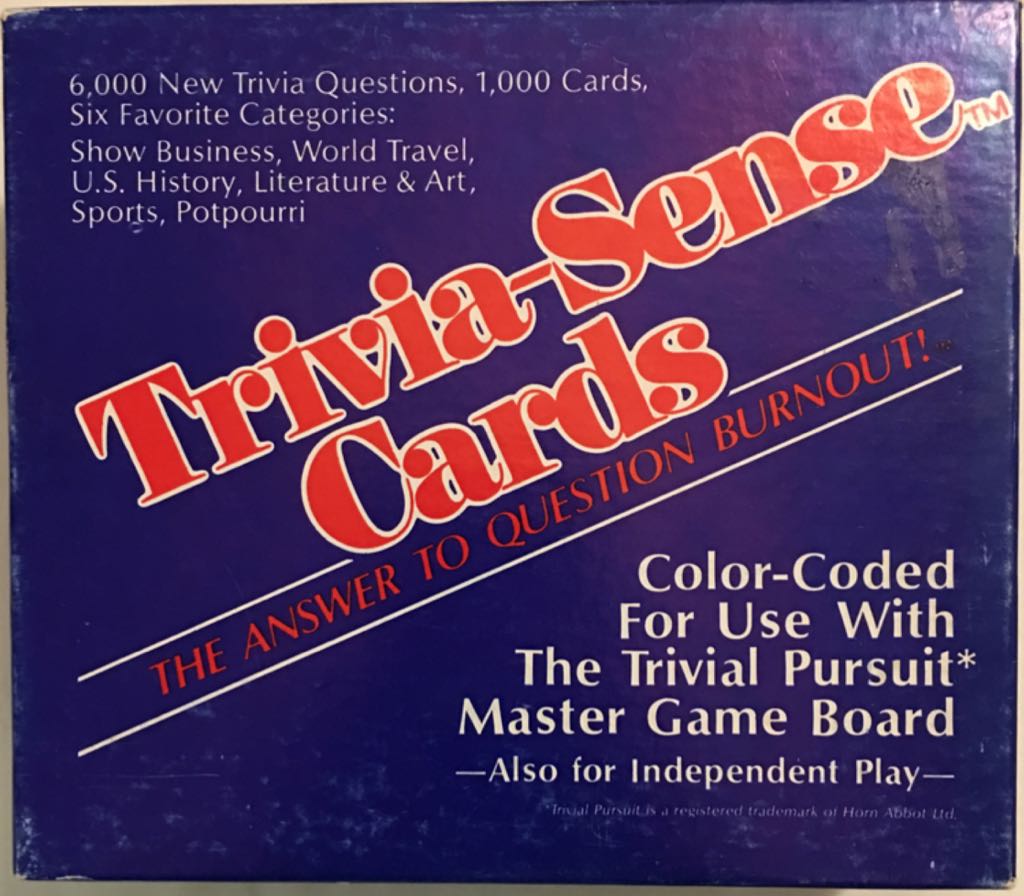 6,000 New Trivia Questions, 1,000 Cards,
Six Favorite Categories:
Show Business, World Travel,
U.S. History, Literature & Art,
Sports, Potpourri
Trivia-Sense™
Cards
THE ANSWER TO QUESTION BURNOUT!™
Color-Coded
For Use With
The Trivial Pursuit*
Master Game Board
—Also for Independent Play—
*Trivial Pursuit is a registered trademark of Horn Abbot Ltd.